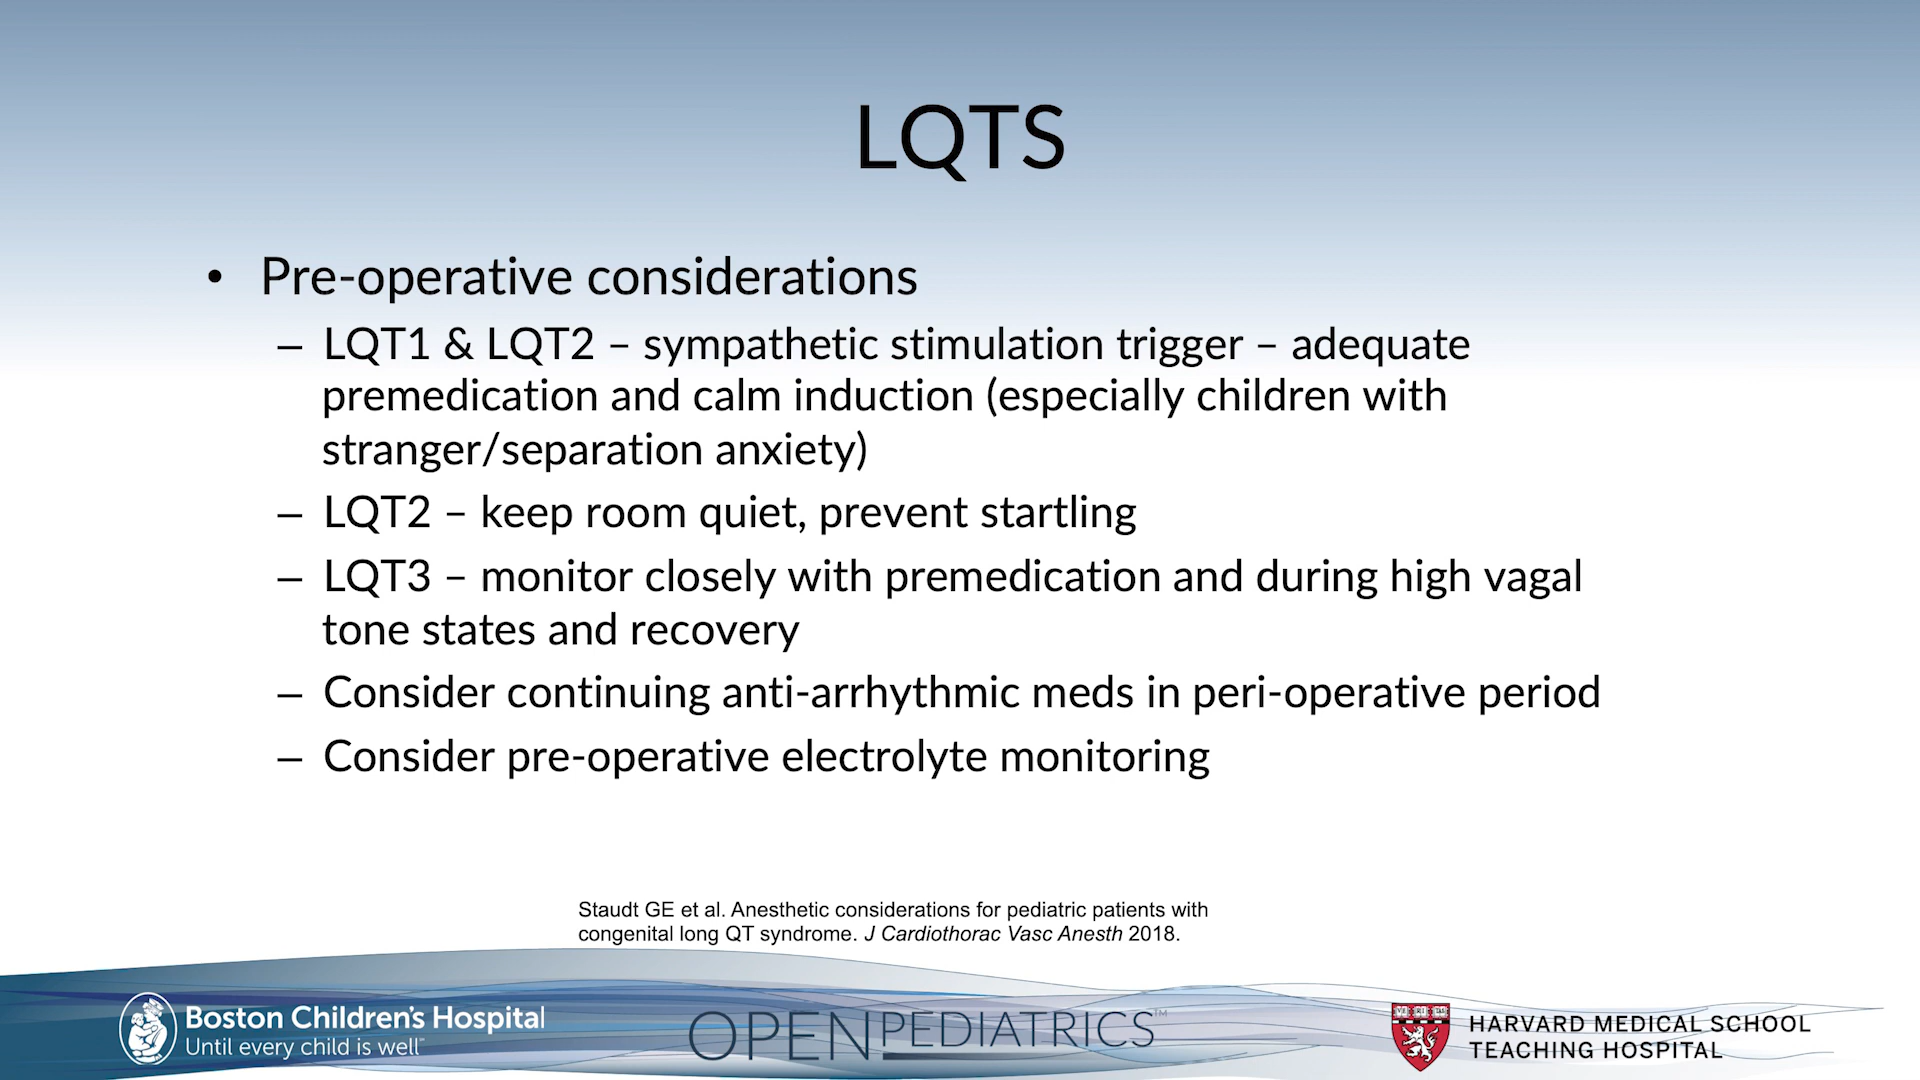 LQTS
• Pre-operative considerations
– LQT1 & LQT2 – sympathetic stimulation trigger – adequate
premedication and calm induction (especially children with
stranger/separation anxiety)
– LQT2 – keep room quiet, prevent startling
– LQT3 – monitor closely with premedication and during high vagal
tone states and recovery
– Consider continuing anti-arrhythmic meds in peri-operative period
– Consider pre-operative electrolyte monitoring
Staudt GE et al. Anesthetic considerations for pediatric patients with
congenital long QT syndrome. J Cardiothorac Vasc Anesth 2018.
Boston Children's Hospital
Until every child is well™
OPENPEDIATRICS™
HARVARD MEDICAL SCHOOL
TEACHING HOSPITAL